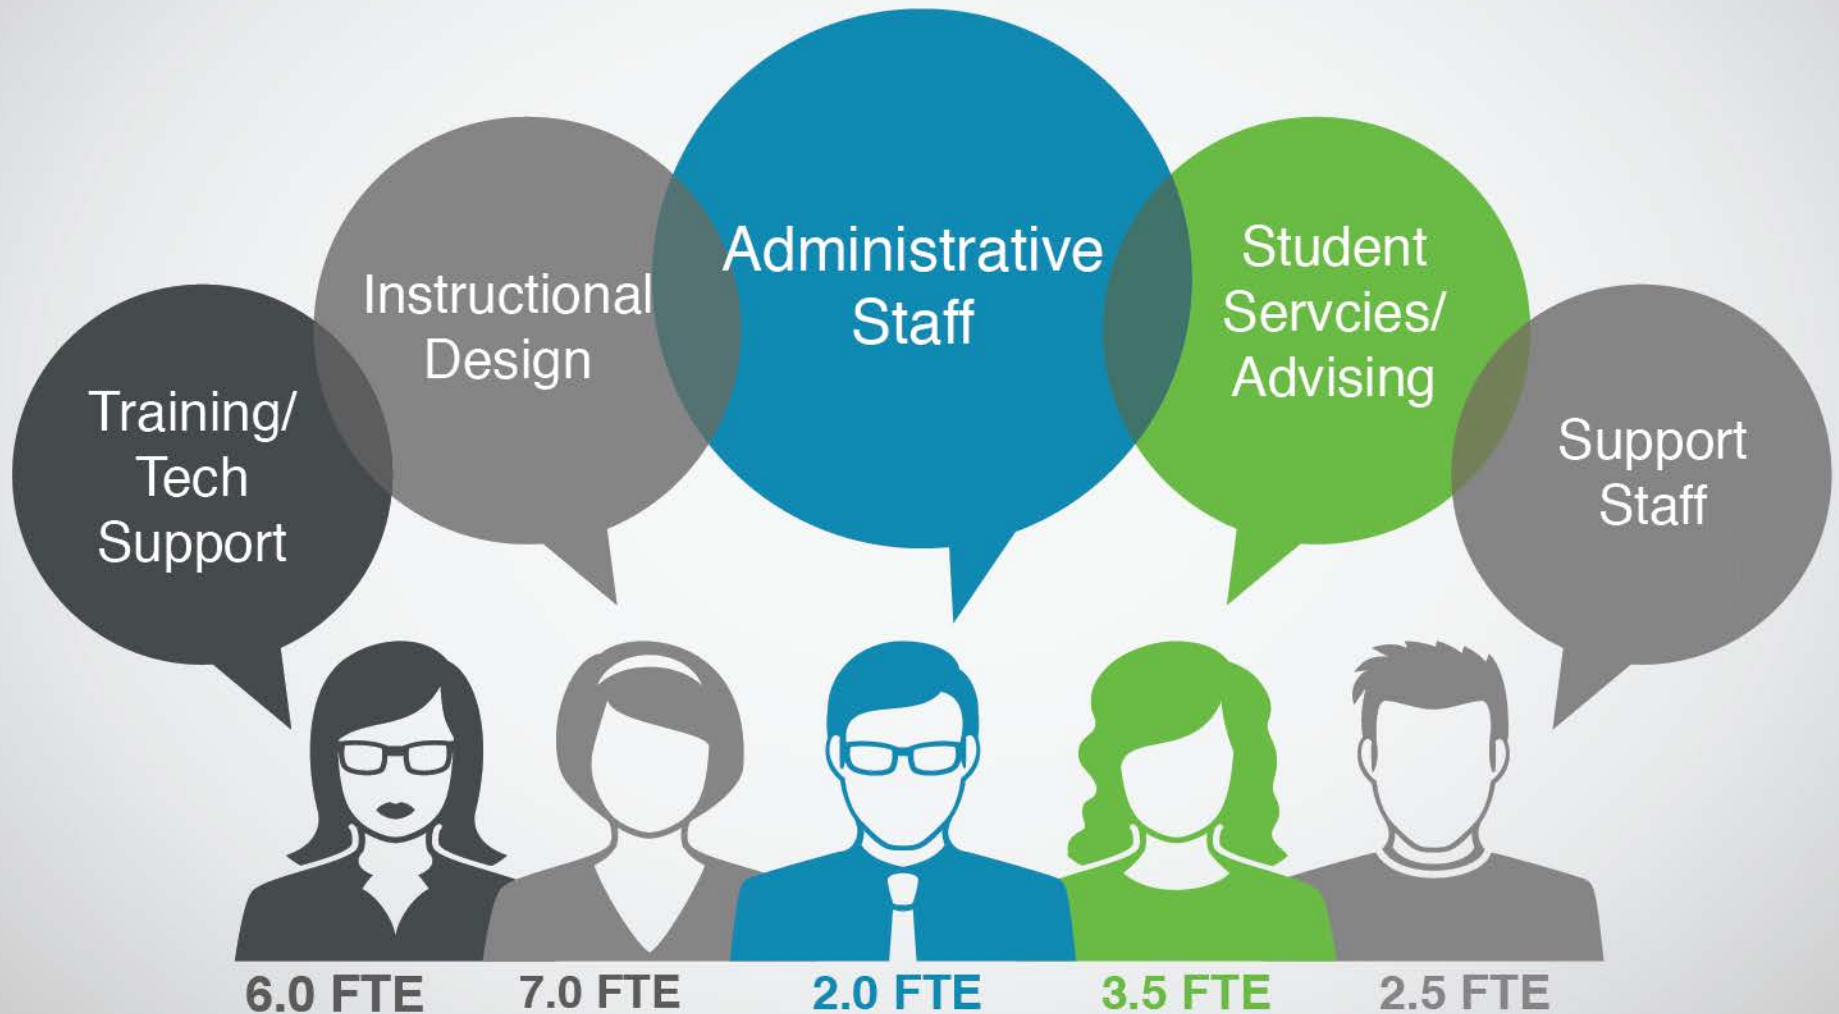 Training/
Tech
Support
Instructional
Design
Administrative
Staff
Student
Servcies/
Advising
Support
Staff
6.0 FTE
7.0 FTE
2.0 FTE
3.5 FTE
2.5 FTE